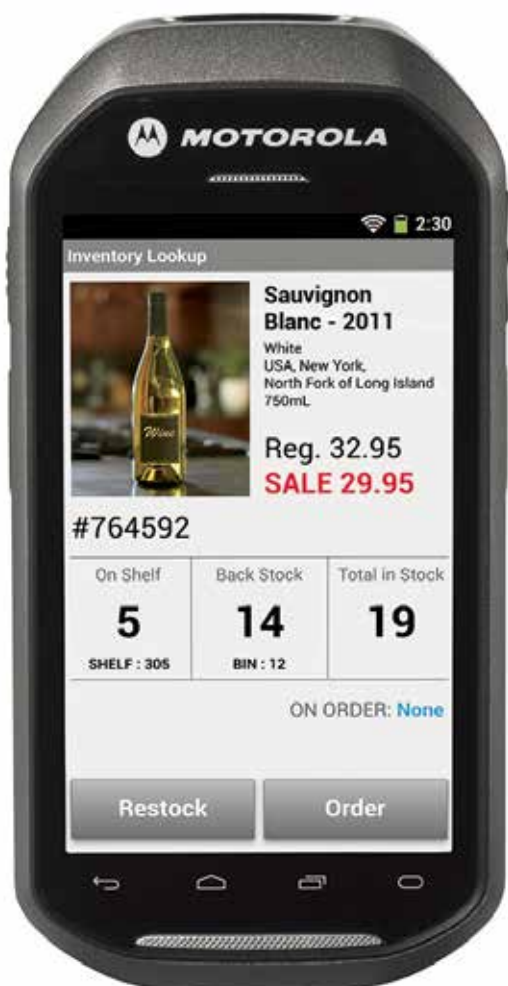 MOTOROLA
2:30
Inventory Lookup
Sauvignon
Blanc - 2011
White
USA, New York,
North Fork of Long Island
750mL
Wine
Reg. 32.95
SALE 29.95
#764592
On Shelf
Back Stock
Total in Stock
5
14
19
SHELF : 305
BIN : 12
ON ORDER: None
Restock
Order